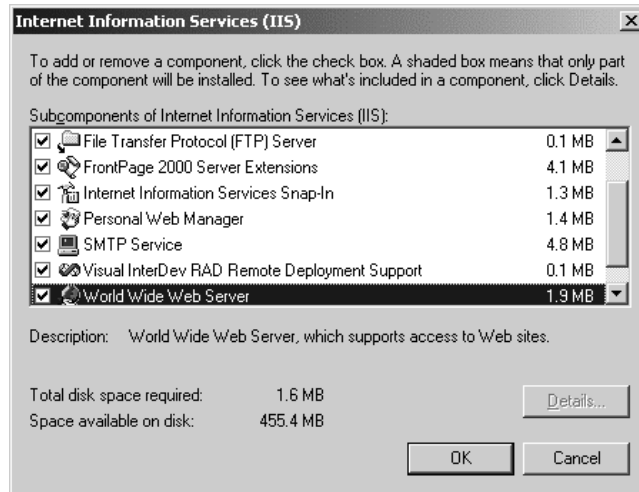 Internet Information Services (IIS)
To add or remove a component, click the check box. A shaded box means that only part
of the component will be installed. To see what's included in a component, click Details.
Subcomponents of Internet Information Services (IIS):
File Transfer Protocol (FTP) Server 0.1 MB
FrontPage 2000 Server Extensions 4.1 MB
Internet Information Services Snap-In 1.3 MB
Personal Web Manager 1.4 MB
SMTP Service 4.8 MB
Visual InterDev RAD Remote Deployment Support 0.1 MB
World Wide Web Server 1.9 MB
Description: World Wide Web Server, which supports access to Web sites.
Total disk space required: 1.6 MB
Details...
Space available on disk: 455.4 MB
OK Cancel